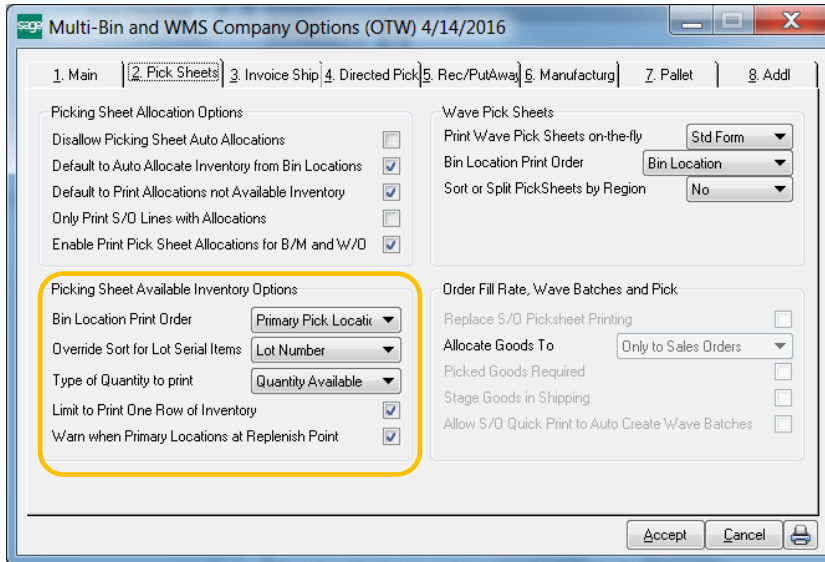 sage Multi-Bin and WMS Company Options (OTW) 4/14/2016
1. Main 2. Pick Sheets 3. Invoice Ship 4. Directed Pick 5. Rec/PutAway 6. Manufacturg 7. Pallet 8. Addl
Picking Sheet Allocation Options
Disallow Picking Sheet Auto Allocations
Default to Auto Allocate Inventory from Bin Locations
Default to Print Allocations not Available Inventory
Only Print S/O Lines with Allocations
Enable Print Pick Sheet Allocations for B/M and W/O
Wave Pick Sheets
Print Wave Pick Sheets on-the-fly Std Form
Bin Location Print Order Bin Location
Sort or Split PickSheets by Region No
Picking Sheet Available Inventory Options
Bin Location Print Order Primary Pick Locatic
Override Sort for Lot Serial Items Lot Number
Type of Quantity to print Quantity Available
Limit to Print One Row of Inventory
Warn when Primary Locations at Replenish Point
Order Fill Rate, Wave Batches and Pick
Replace S/O Picksheet Printing
Allocate Goods To Only to Sales Orders
Picked Goods Required
Stage Goods in Shipping
Allow S/O Quick Print to Auto Create Wave Batches
Accept Cancel